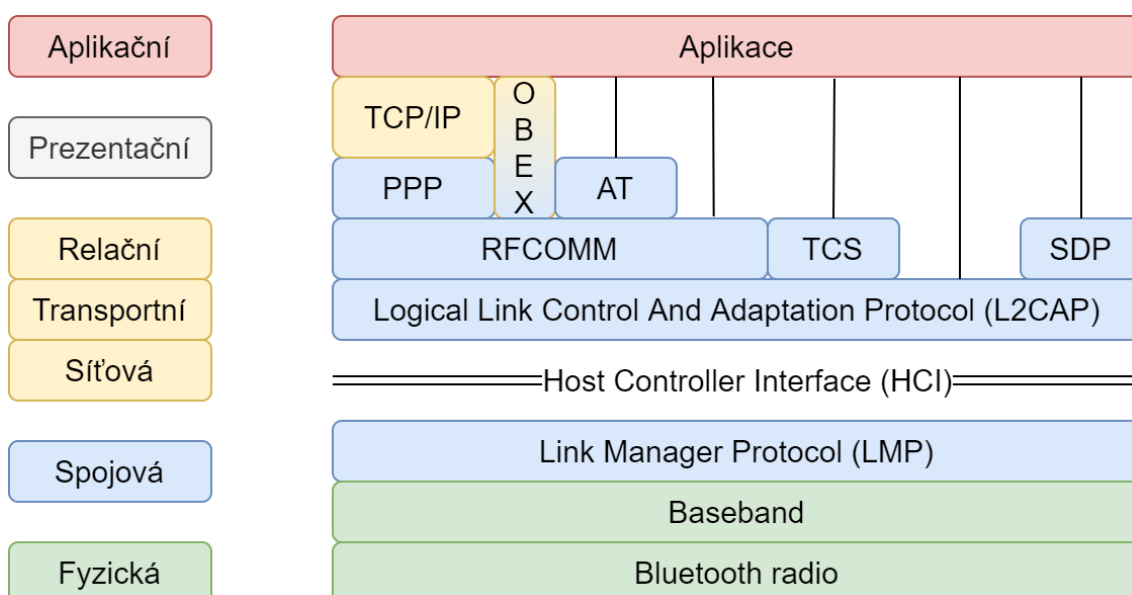 Aplikační
Aplikace
TCP/IP
OBEX
Prezentační
PPP
AT
Relační
RFCOMM
TCS
SDP
Transportní
Logical Link Control And Adaptation Protocol (L2CAP)
Síťová
Host Controller Interface (HCI)
Spojová
Link Manager Protocol (LMP)
Baseband
Fyzická
Bluetooth radio